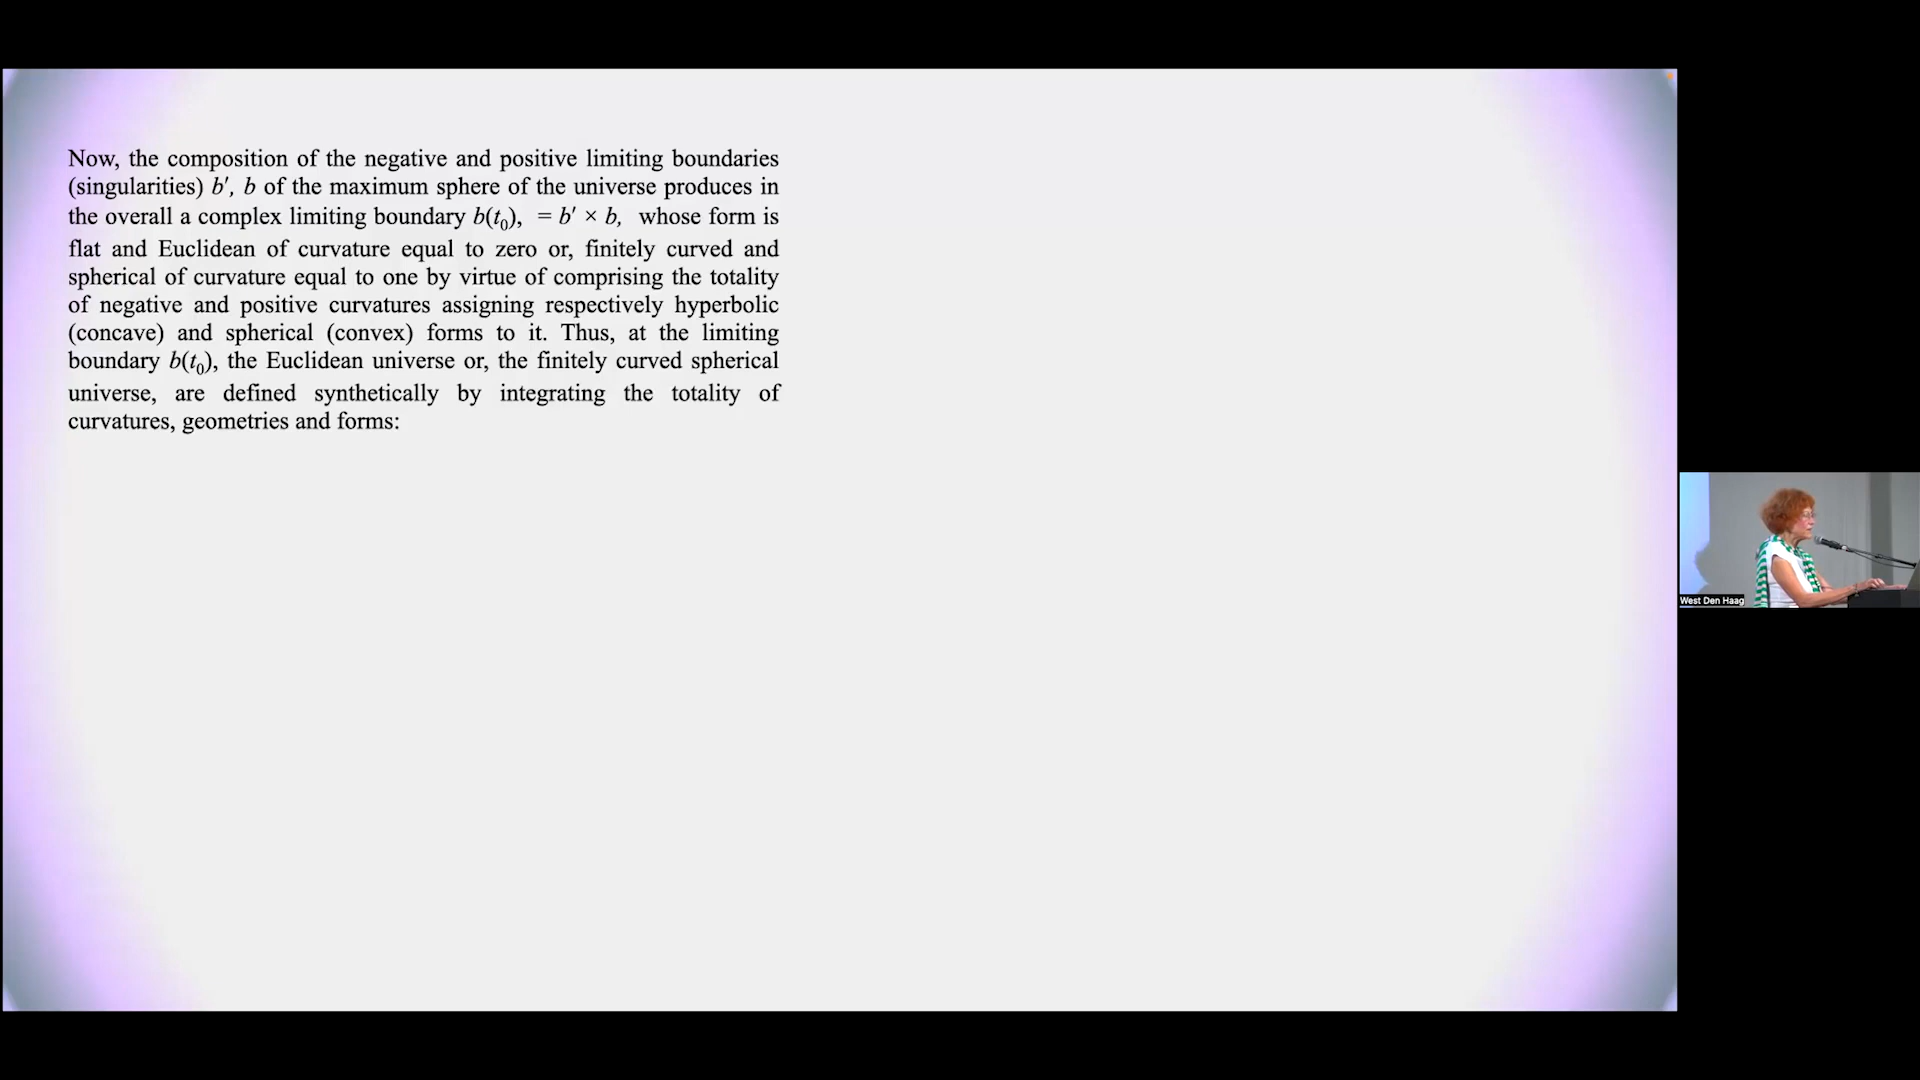 Now, the composition of the negative and positive limiting boundaries
(singularities) b′, b of the maximum sphere of the universe produces in
the overall a complex limiting boundary b(t₀), = b′ × b, whose form is
flat and Euclidean of curvature equal to zero or, finitely curved and
spherical of curvature equal to one by virtue of comprising the totality
of negative and positive curvatures assigning respectively hyperbolic
(concave) and spherical (convex) forms to it. Thus, at the limiting
boundary b(t₀), the Euclidean universe or, the finitely curved spherical
universe, are defined synthetically by integrating the totality of
curvatures, geometries and forms:
West Den Haag